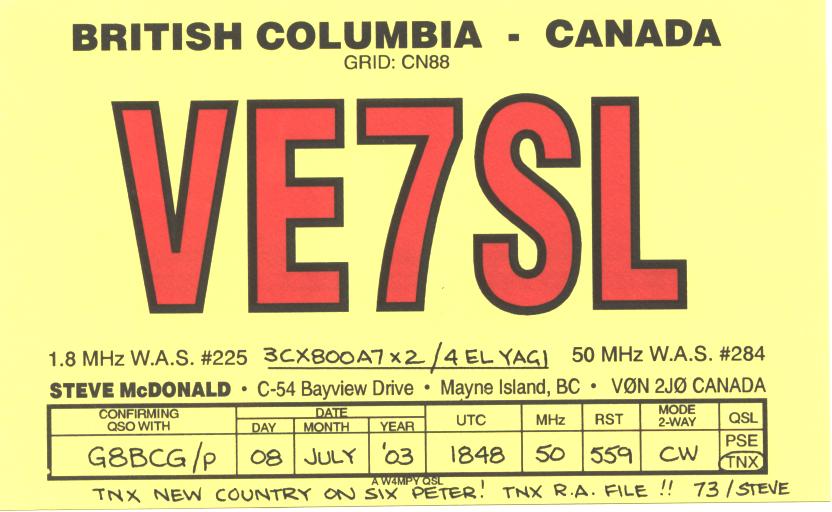 BRITISH COLUMBIA - CANADA
GRID: CN88
VE7SL
1.8 MHz W.A.S. #225 3CX800A7x2/4 EL YAGI 50 MHz W.A.S. #284
STEVE McDONALD • C-54 Bayview Drive • Mayne Island, BC • VØN 2JØ CANADA
CONFIRMING QSO WITH DATE DAY MONTH YEAR UTC MHz RST MODE 2-WAY QSL
G8BCG/p 08 JULY '03 1848 50 559 CW PSE TNX
A W4MPY QSL
TNX NEW COUNTRY ON SIX PETER! TNX R.A. FILE !! 73/STEVE